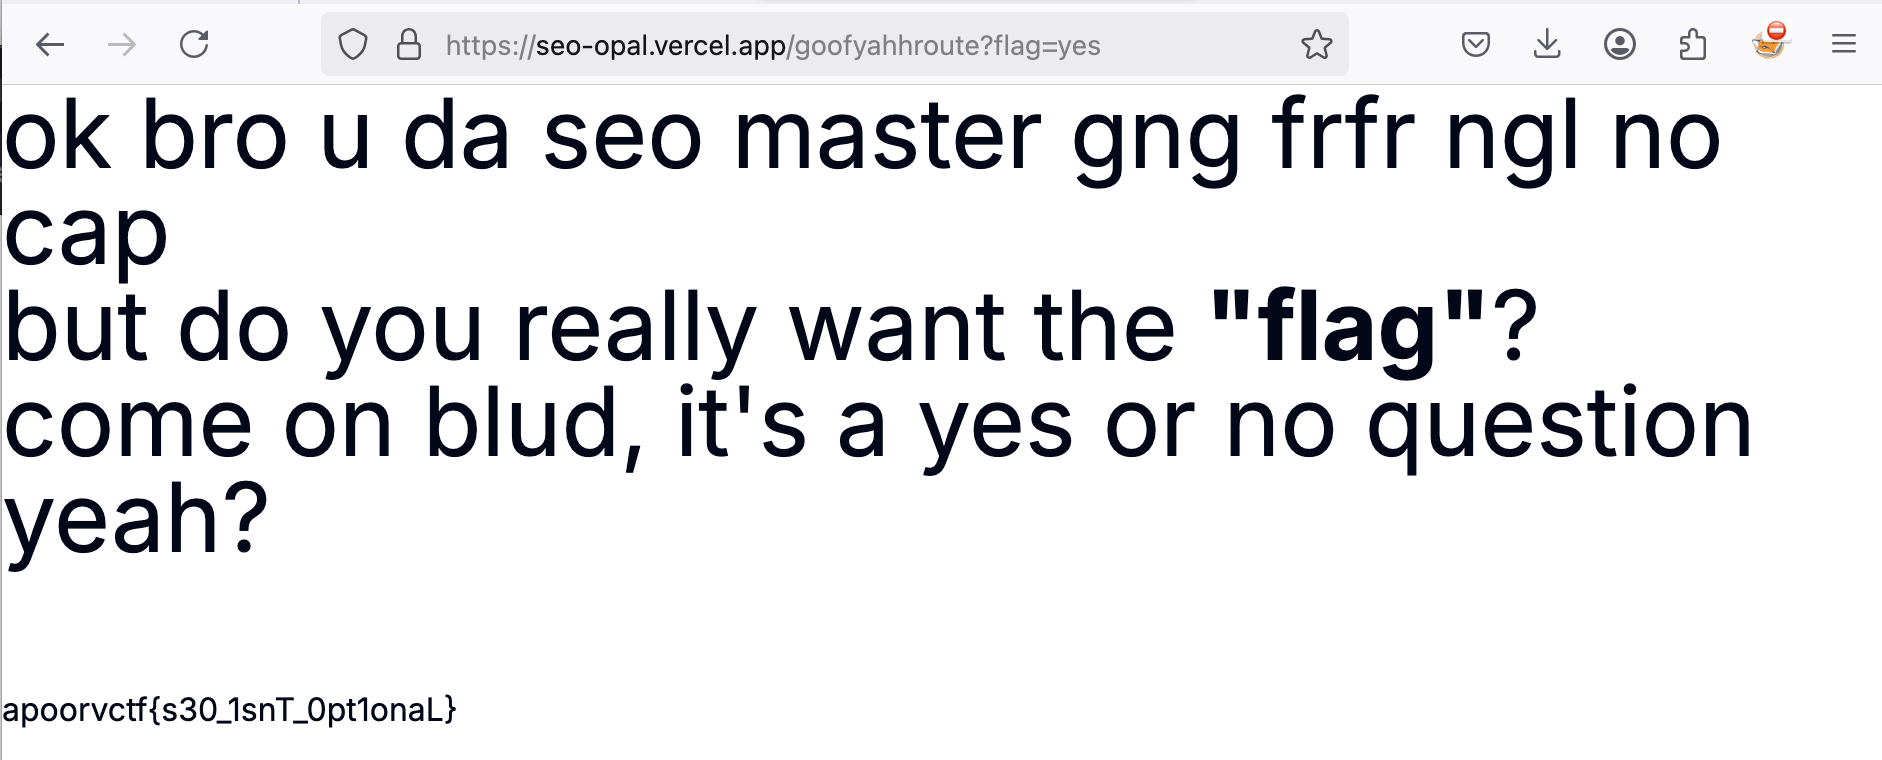 https://seo-opal.vercel.app/goofyahhroute?flag=yes
ok bro u da seo master gng frfr ngl no
cap
but do you really want the "flag"?
come on blud, it's a yes or no question
yeah?
apoorvctf{s30_1snT_0pt1onaL}